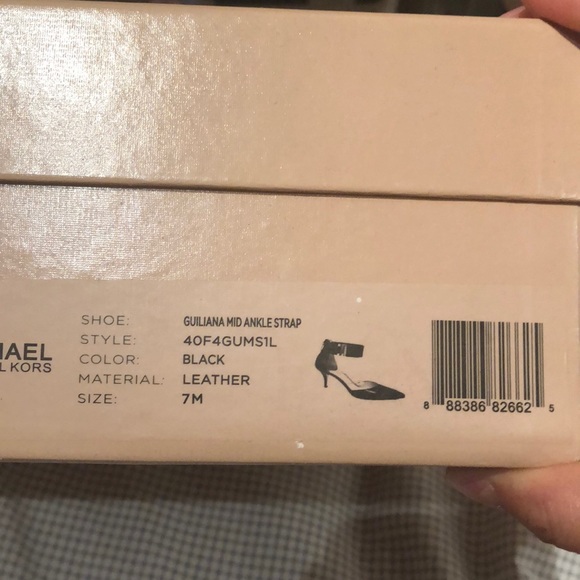 HAEL
L KORS
SHOE: GUILIANA MID ANKLE STRAP
STYLE: 40F4GUMS1L
COLOR: BLACK
MATERIAL: LEATHER
SIZE: 7M
8 88386 82662 5